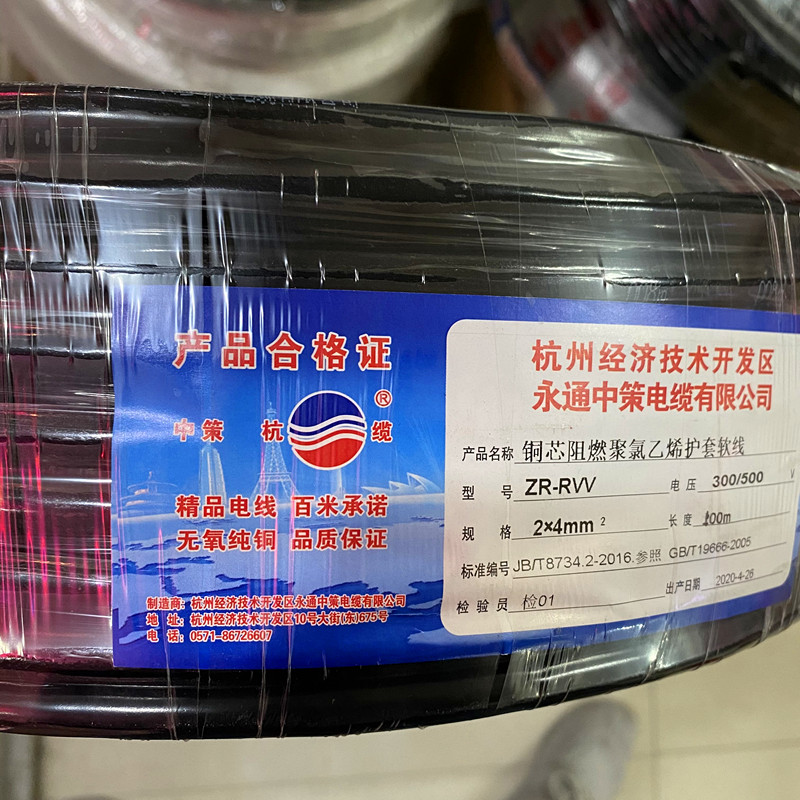 产品合格证
中策 杭缆®
精品电线 百米承诺
无氧纯铜 品质保证
制造商: 杭州经济技术开发区永通中策电缆有限公司
地 址: 杭州经济技术开发区10号大街(东)675号
电 话: 0571-86726607
杭州经济技术开发区
永通中策电缆有限公司
产品名称 铜芯阻燃聚氯乙烯护套软线
型 号 ZR-RVV 电压 300/500 V
规 格 2×4mm² 长度 100m
标准编号 JB/T8734.2-2016.参照 GB/T19666-2005
检验员 检01 出产日期 2020-4-26